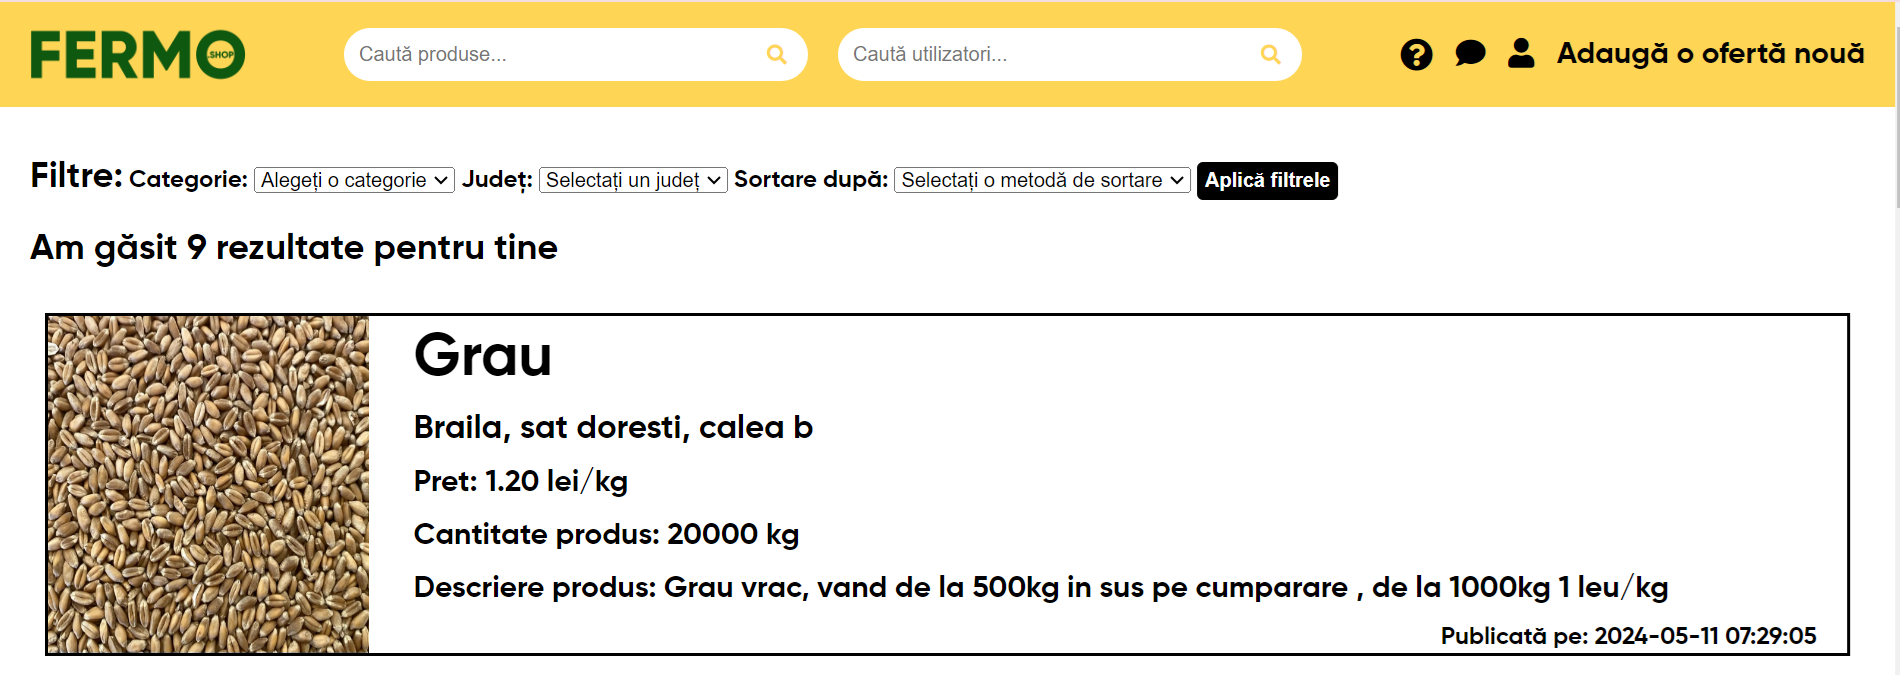 FERMO SHOP
Caută produse...
Caută utilizatori...
Adaugă o ofertă nouă
Filtre: Categorie: Alegeți o categorie Județ: Selectați un județ Sortare după: Selectați o metodă de sortare Aplică filtrele
Am găsit 9 rezultate pentru tine
Grau
Braila, sat doresti, calea b
Pret: 1.20 lei/kg
Cantitate produs: 20000 kg
Descriere produs: Grau vrac, vand de la 500kg in sus pe cumparare , de la 1000kg 1 leu/kg
Publicată pe: 2024-05-11 07:29:05